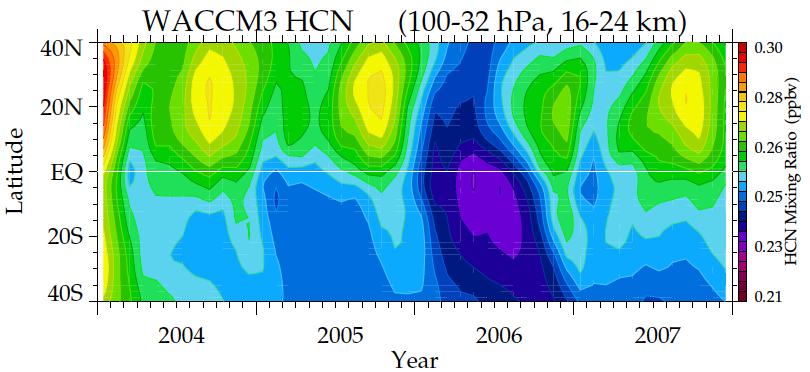 WACCM3 HCN (100-32 hPa, 16-24 km)
40N
20N
EQ
20S
40S
Latitude
2004 2005 2006 2007
Year
0.30
0.28
0.26
0.25
0.23
0.21
HCN Mixing Ratio (ppbv)